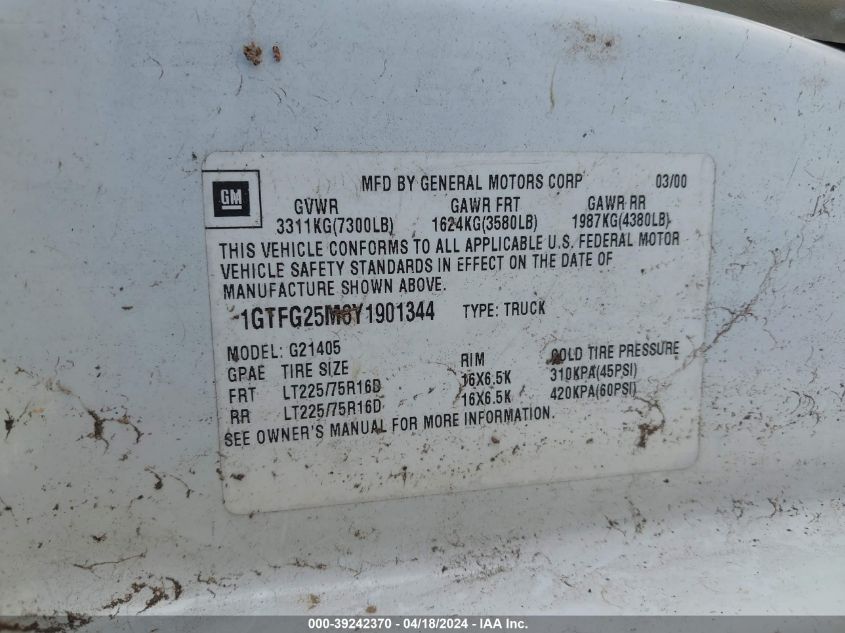 GM
MFD BY GENERAL MOTORS CORP 03/00
GVWR GAWR FRT GAWR RR
3311KG(7300LB) 1624KG(3580LB) 1987KG(4380LB)
THIS VEHICLE CONFORMS TO ALL APPLICABLE U.S. FEDERAL MOTOR
VEHICLE SAFETY STANDARDS IN EFFECT ON THE DATE OF
MANUFACTURE SHOWN ABOVE.
1GTFG25M6Y1901344 TYPE: TRUCK
MODEL: G21405
GPAE TIRE SIZE RIM COLD TIRE PRESSURE
FRT LT225/75R16D 16X6.5K 310KPA(45PSI)
RR LT225/75R16D 16X6.5K 420KPA(60PSI)
SEE OWNER'S MANUAL FOR MORE INFORMATION.
000-39242370 - 04/18/2024 - IAA Inc.